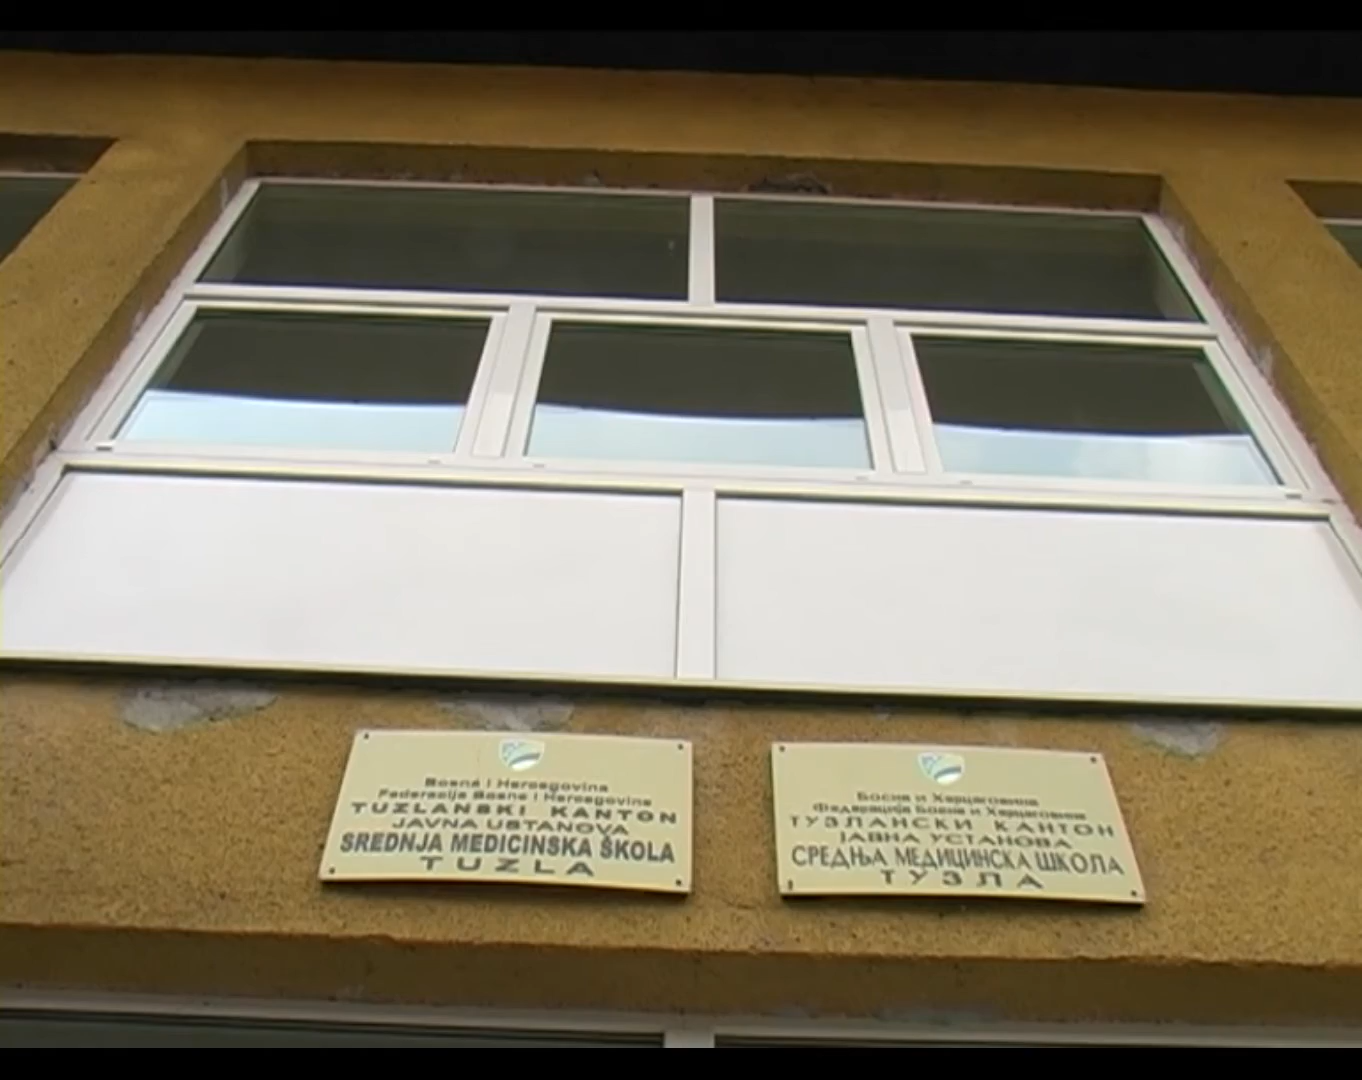 Bosna i Hercegovina
Federacija Bosne i Hercegovine
TUZLANSKI KANTON
JAVNA USTANOVA
SREDNJA MEDICINSKA ŠKOLA
TUZLA
Босна и Херцеговина
Федерација Босне и Херцеговине
ТУЗЛАНСКИ КАНТОН
ЈАВНА УСТАНОВА
СРЕДЊА МЕДИЦИНСКА ШКОЛА
ТУЗЛА